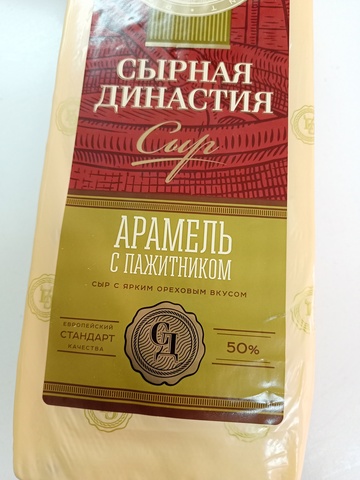 СЫРНАЯ
ДИНАСТИЯ
Сыр
АРАМЕЛЬ
С ПАЖИТНИКОМ
СЫР С ЯРКИМ ОРЕХОВЫМ ВКУСОМ
ЕВРОПЕЙСКИЙ
СТАНДАРТ
КАЧЕСТВА
СД
50%